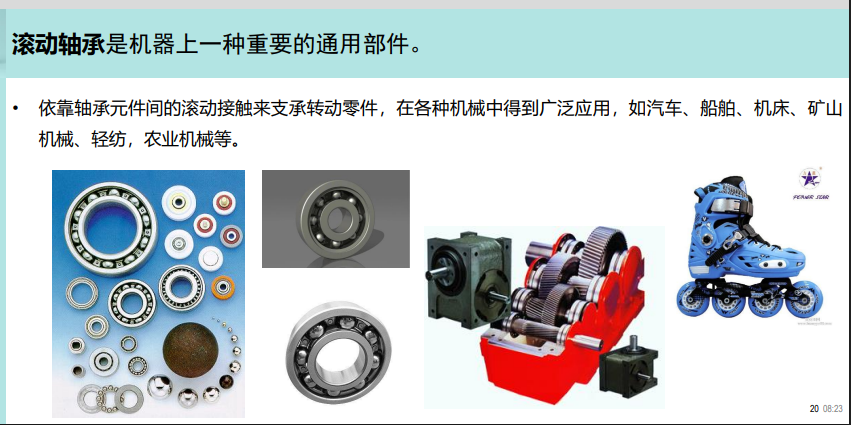 滚动轴承是机器上一种重要的通用部件。
• 依靠轴承元件间的滚动接触来支承转动零件，在各种机械中得到广泛应用，如汽车、船舶、机床、矿山
机械、轻纺，农业机械等。
20 08:23